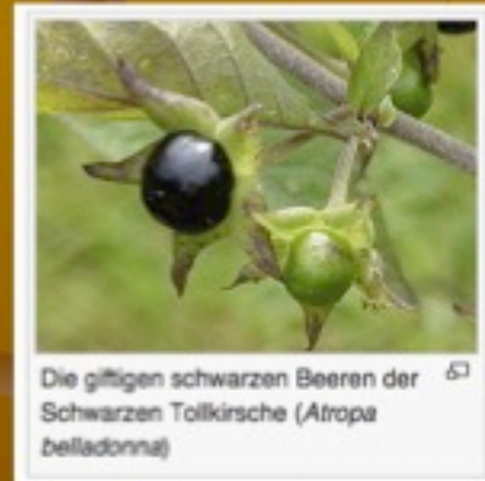 Die giftigen schwarzen Beeren der
Schwarzen Tollkirsche (Atropa
belladonna)